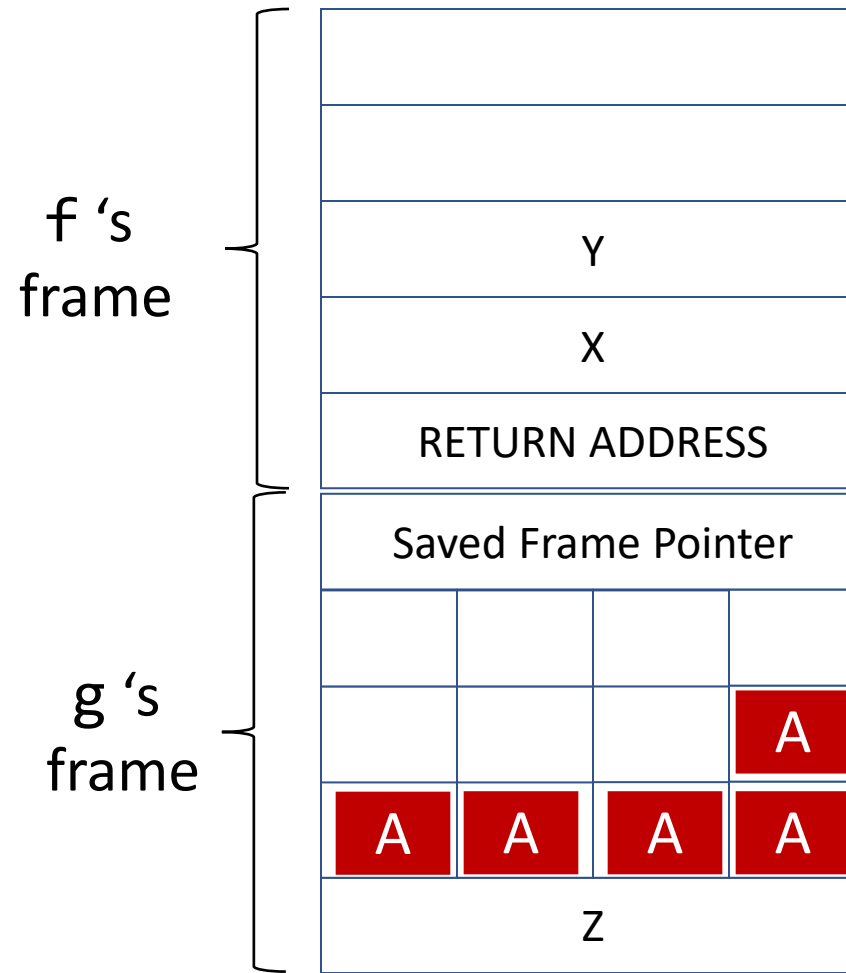 f ‘s
frame
Y
X
RETURN ADDRESS
Saved Frame Pointer
g ‘s
frame
A
A A A A
Z